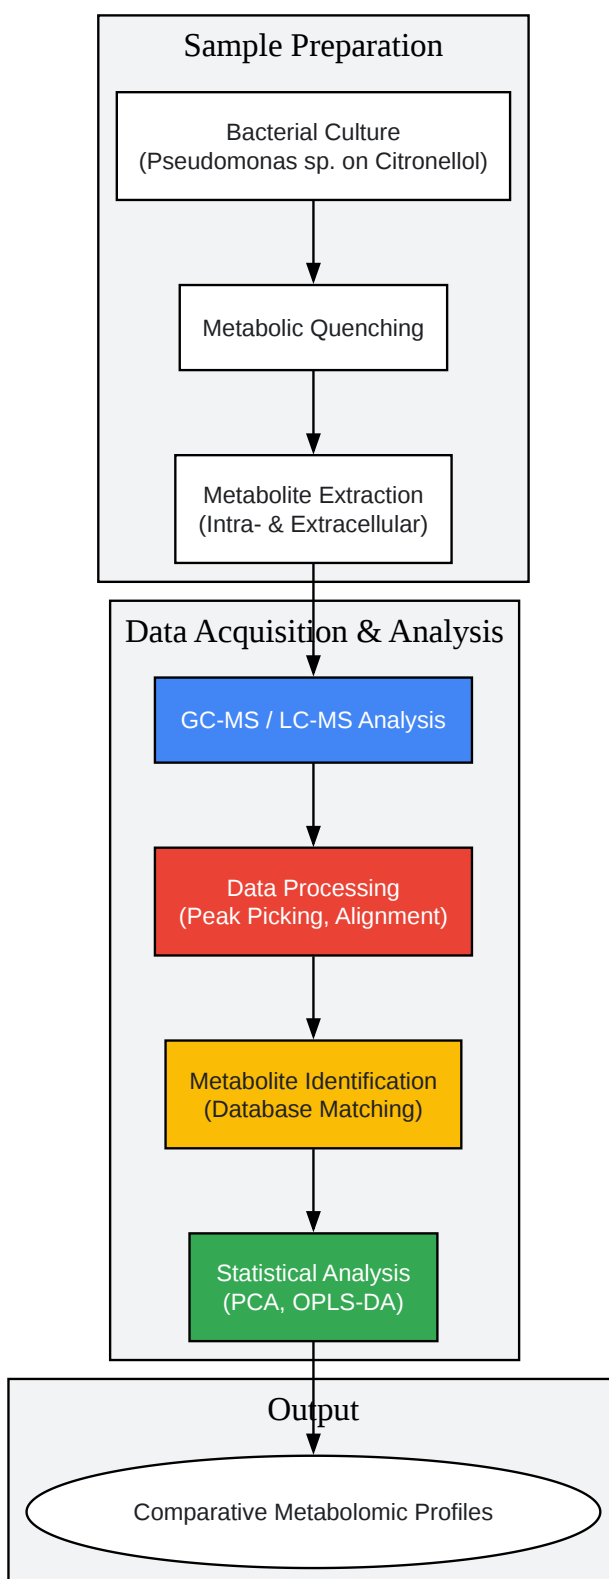 Sample Preparation
Bacterial Culture
(Pseudomonas sp. on Citronellol)
Metabolic Quenching
Metabolite Extraction
(Intra- & Extracellular)
Data Acquisition & Analysis
GC-MS / LC-MS Analysis
Data Processing
(Peak Picking, Alignment)
Metabolite Identification
(Database Matching)
Statistical Analysis
(PCA, OPLS-DA)
Output
Comparative Metabolomic Profiles